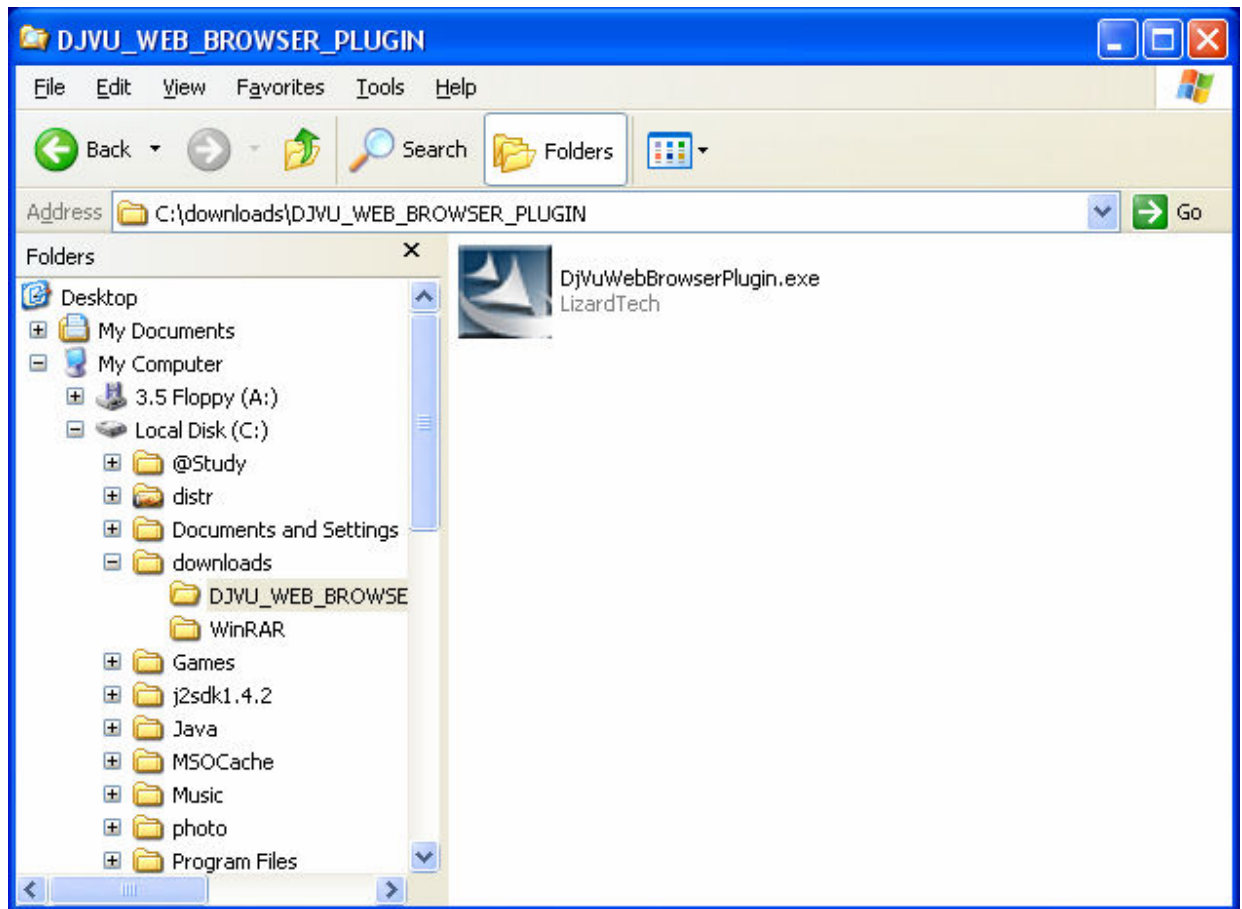 DJVU_WEB_BROWSER_PLUGIN
File Edit View Favorites Tools Help
Back Search Folders
Address C:\downloads\DJVU_WEB_BROWSER_PLUGIN Go
Folders
Desktop
My Documents
My Computer
3.5 Floppy (A:)
Local Disk (C:)
@Study
distr
Documents and Settings
downloads
DJVU_WEB_BROWSE
WinRAR
Games
j2sdk1.4.2
Java
MSOCache
Music
photo
Program Files
DjVuWebBrowserPlugin.exe
LizardTech